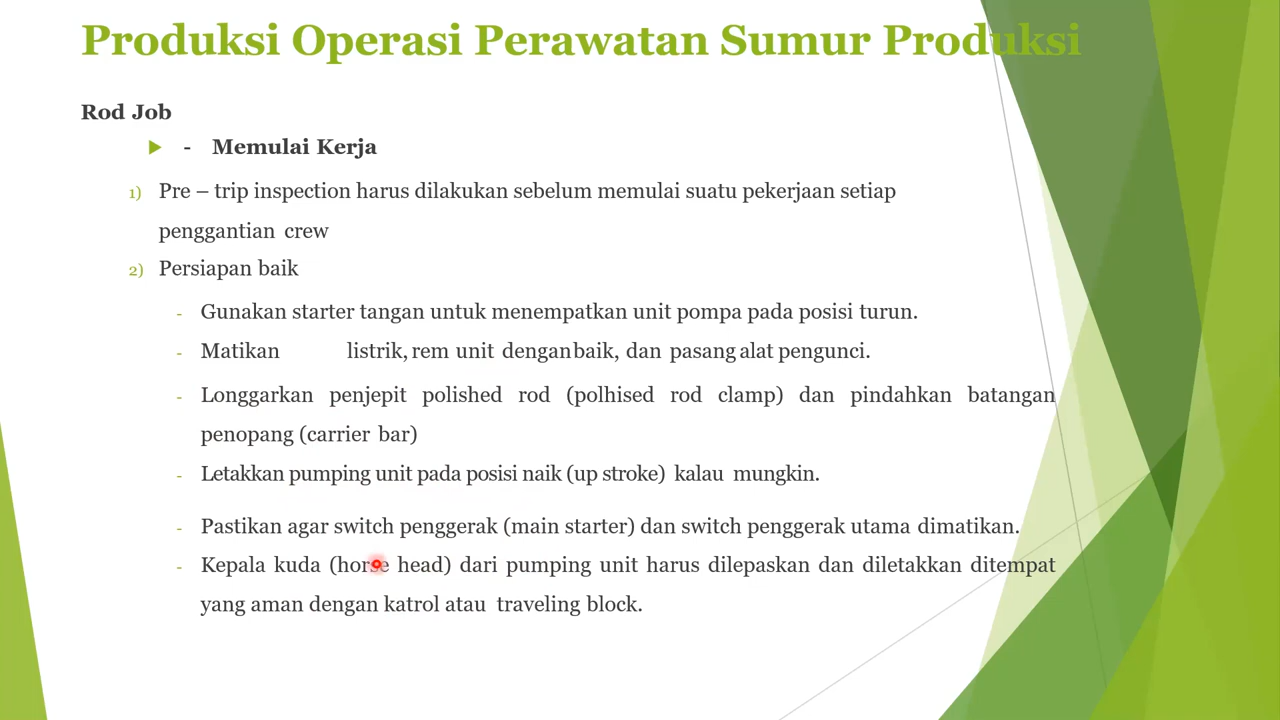 Produksi Operasi Perawatan Sumur Produksi
Rod Job
- Memulai Kerja
1) Pre – trip inspection harus dilakukan sebelum memulai suatu pekerjaan setiap
penggantian crew
2) Persiapan baik
- Gunakan starter tangan untuk menempatkan unit pompa pada posisi turun.
- Matikan listrik, rem unit dengan baik, dan pasang alat pengunci.
- Longgarkan penjepit polished rod (polhised rod clamp) dan pindahkan batangan
penopang (carrier bar)
- Letakkan pumping unit pada posisi naik (up stroke) kalau mungkin.
- Pastikan agar switch penggerak (main starter) dan switch penggerak utama dimatikan.
- Kepala kuda (horse head) dari pumping unit harus dilepaskan dan diletakkan ditempat
yang aman dengan katrol atau traveling block.